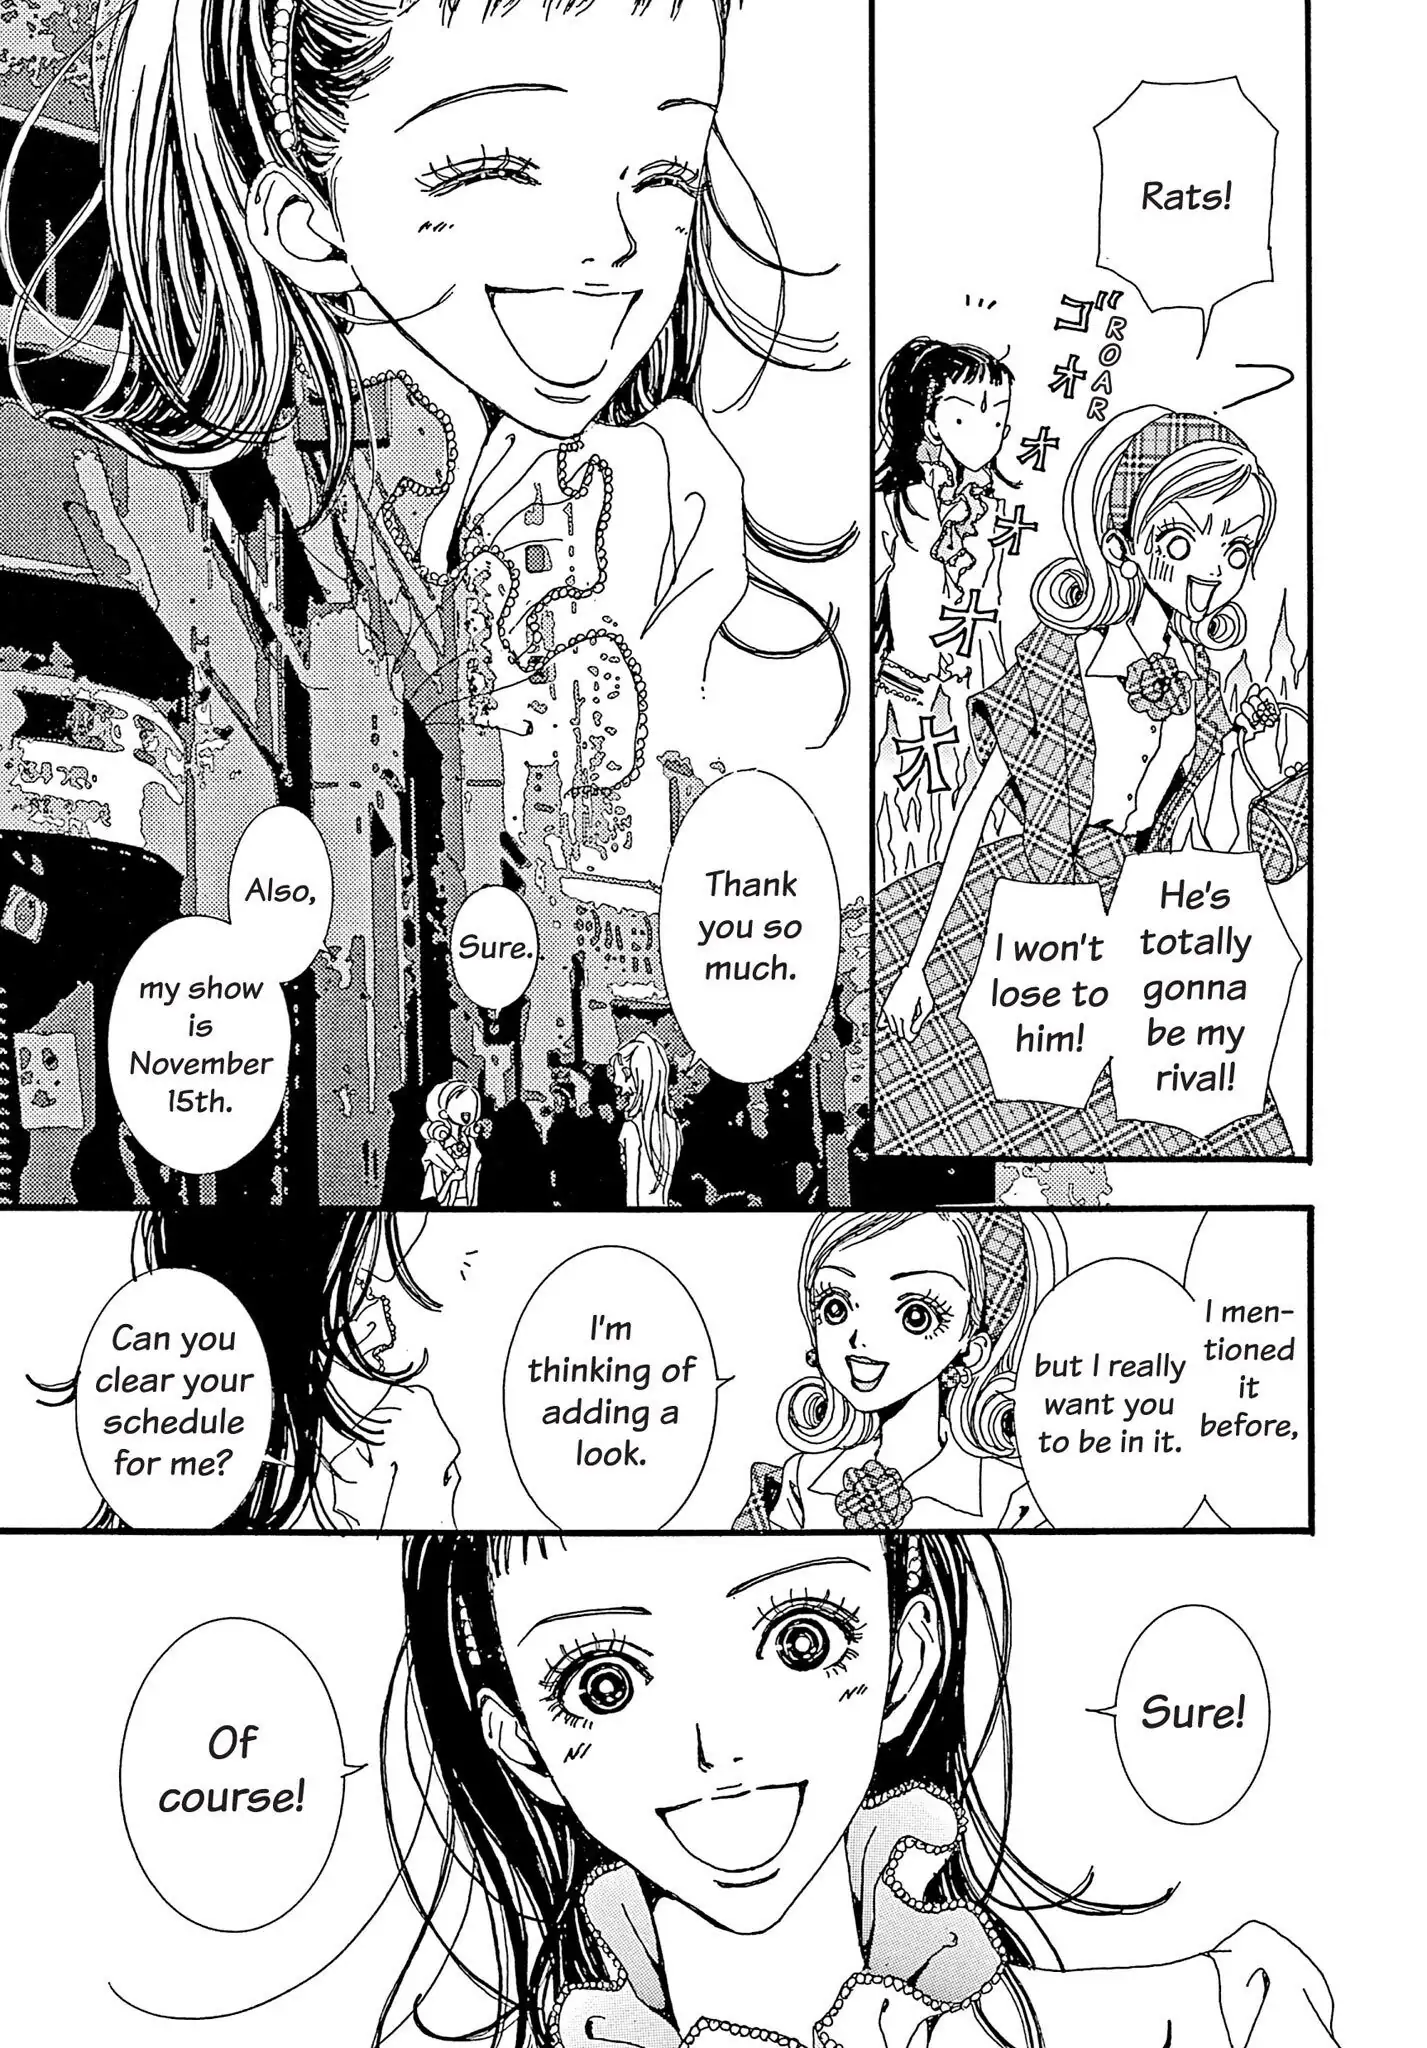 Rats!
ゴオオオオオ
ROAR
He's
totally
gonna
be my
rival!
I won't
lose to
him!
Thank
you so
much.
Sure.
Also,
my show
is
November
15th.
I men-
tioned
it
before,
but I really
want you
to be in it.
I'm
thinking of
adding a
look.
Can you
clear your
schedule
for me?
Sure!
Of
course!